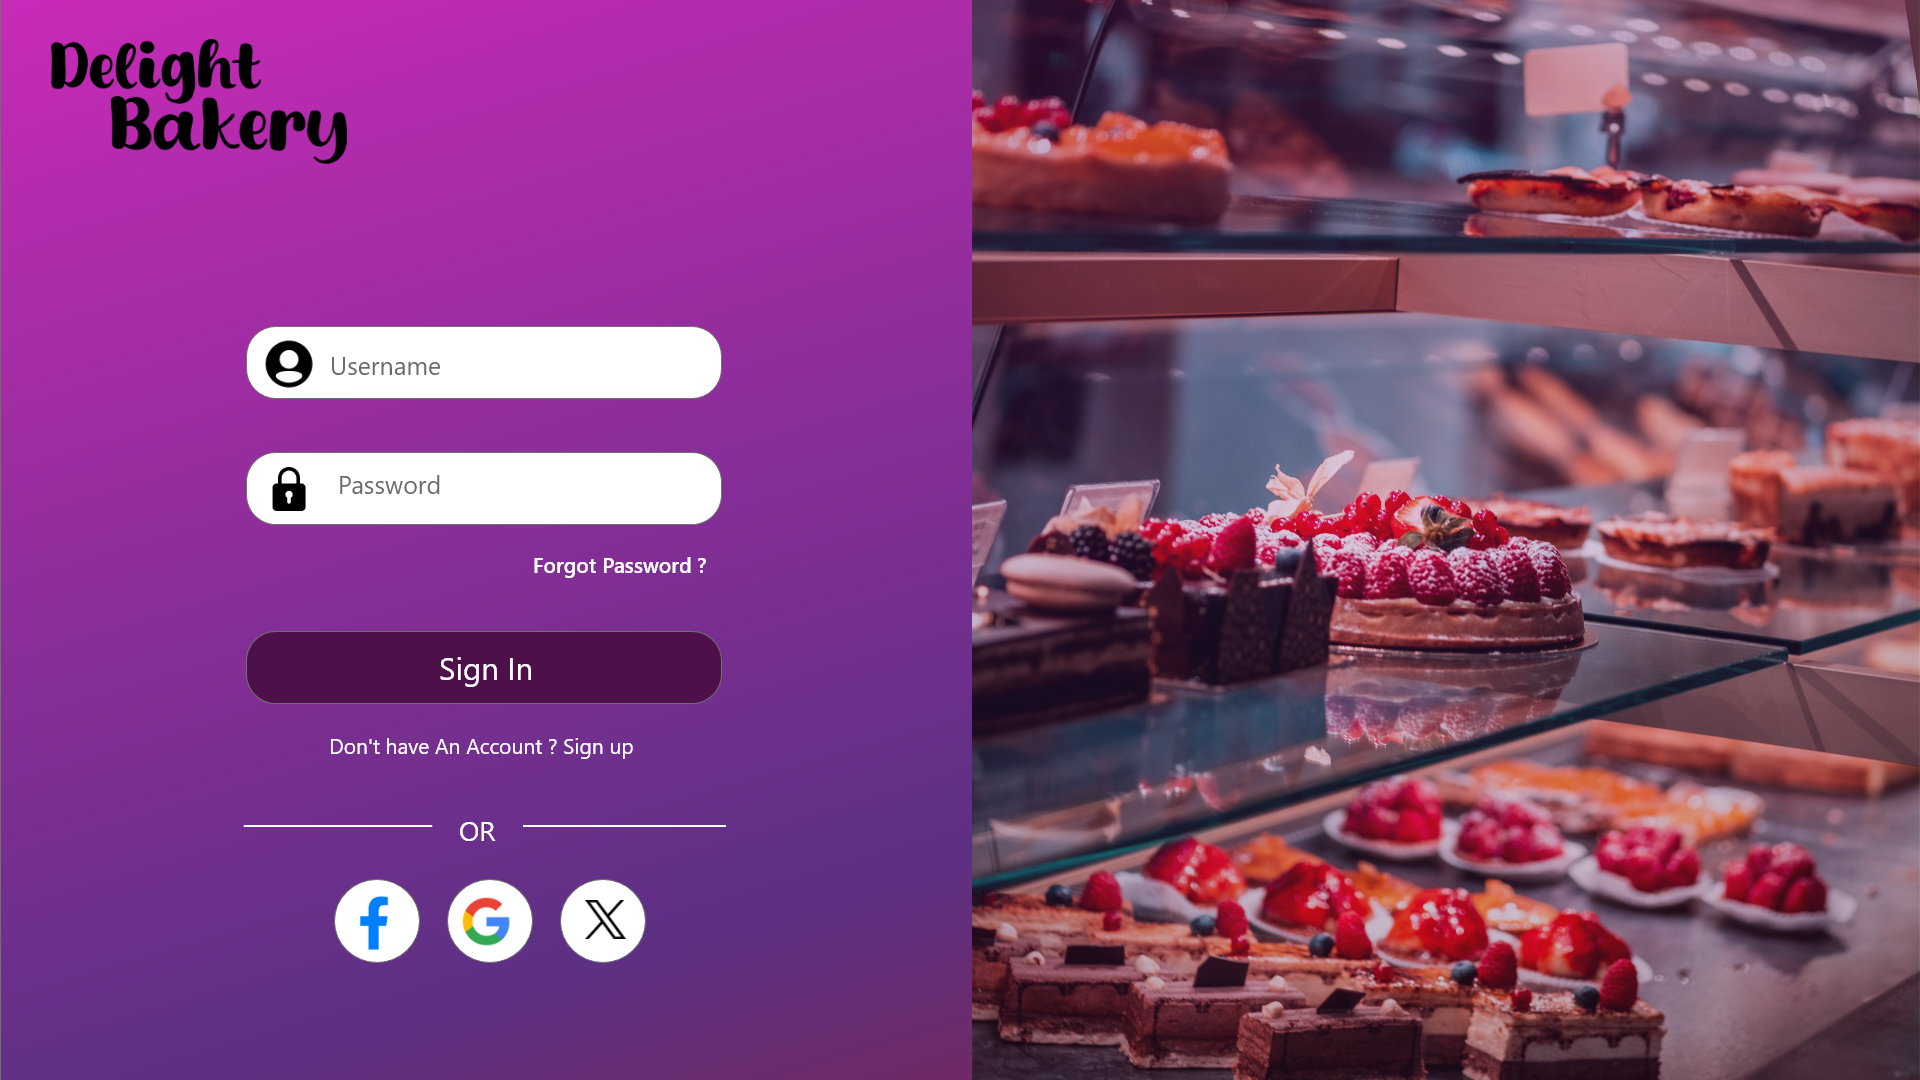 Delight
Bakery
Username
Password
Forgot Password ?
Sign In
Don't have An Account ? Sign up
OR